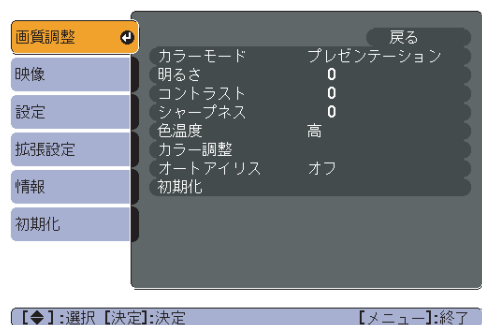 画質調整
映像
設定
拡張設定
情報
初期化
戻る
カラーモード プレゼンテーション
明るさ 0
コントラスト 0
シャープネス 0
色温度 高
カラー調整
オートアイリス オフ
初期化
[◆]:選択 [決定]:決定 [メニュー]:終了